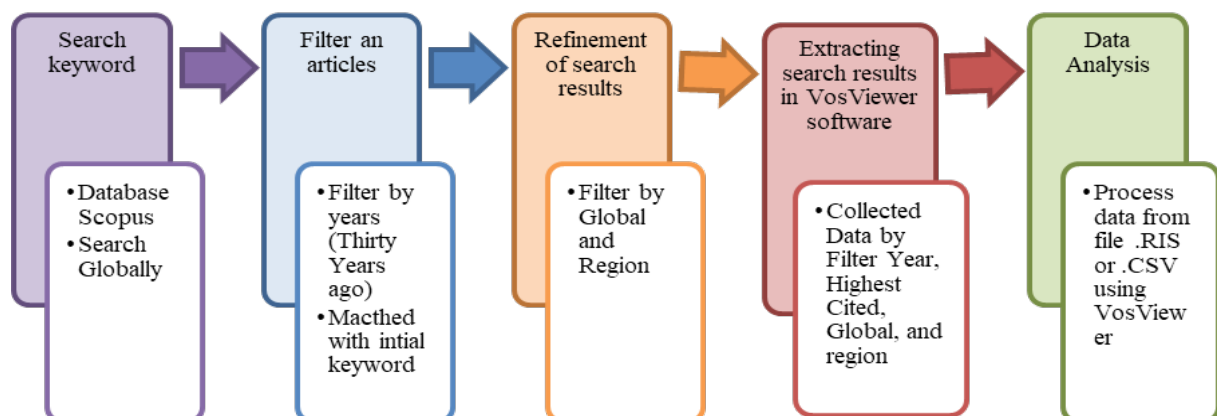 Search
keyword
• Database
Scopus
• Search
Globally
Filter an
articles
• Filter by
years
(Thirty
Years
ago)
• Macthed
with intial
keyword
Refinement
of search
results
• Filter by
Global
and
Region
Extracting
search results
in VosViewer
software
• Collected
Data by
Filter Year,
Highest
Cited,
Global, and
region
Data
Analysis
• Process
data from
file .RIS
or .CSV
using
VosView
er